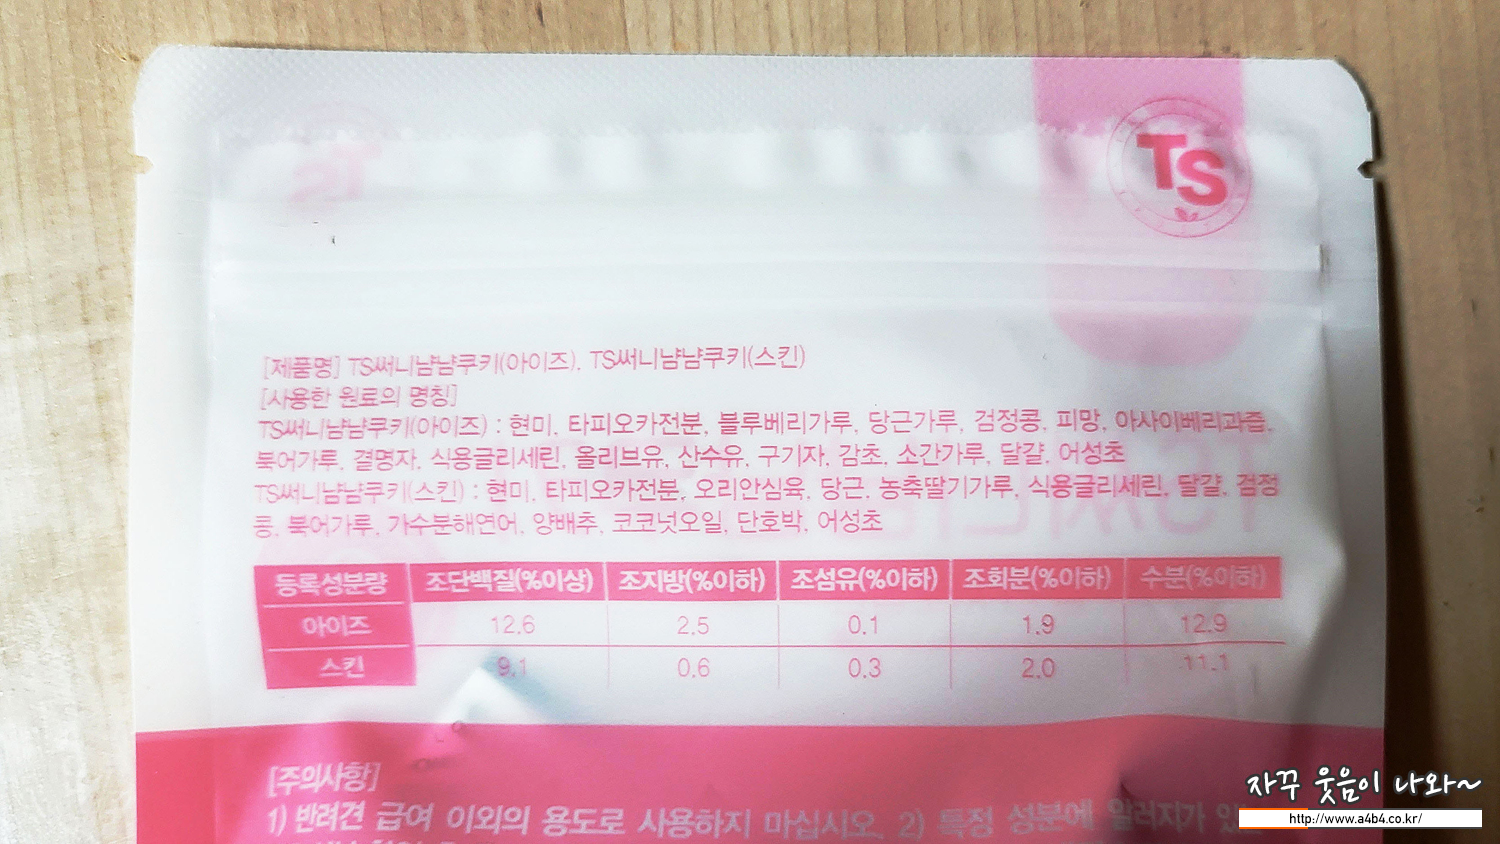 TS
[제품명] TS써니냠냠쿠키(아이즈), TS써니냠냠쿠키(스킨)
[사용한 원료의 명칭]
TS써니냠냠쿠키(아이즈) : 현미, 타피오카전분, 블루베리가루, 당근가루, 검정콩, 피망, 아사이베리과즙,
북어가루, 결명자, 식용글리세린, 올리브유, 산수유, 구기자, 감초, 소간가루, 달걀, 어성초
TS써니냠냠쿠키(스킨) : 현미, 타피오카전분, 오리안심육, 당근, 농축딸기가루, 식용글리세린, 달걀, 검정
콩, 북어가루, 가수분해연어, 양배추, 코코넛오일, 단호박, 어성초
등록성분량 조단백질(%이상) 조지방(%이하) 조섬유(%이하) 조회분(%이하) 수분(%이하)
아이즈 12.6 2.5 0.1 1.9 12.9
스킨 9.1 0.6 0.3 2.0 11.1
[주의사항]
1) 반려견 급여 이외의 용도로 사용하지 마십시오. 2) 특정 성분에 알러지가
자꾸 웃음이 나와~
http://www.a4b4.co.kr/